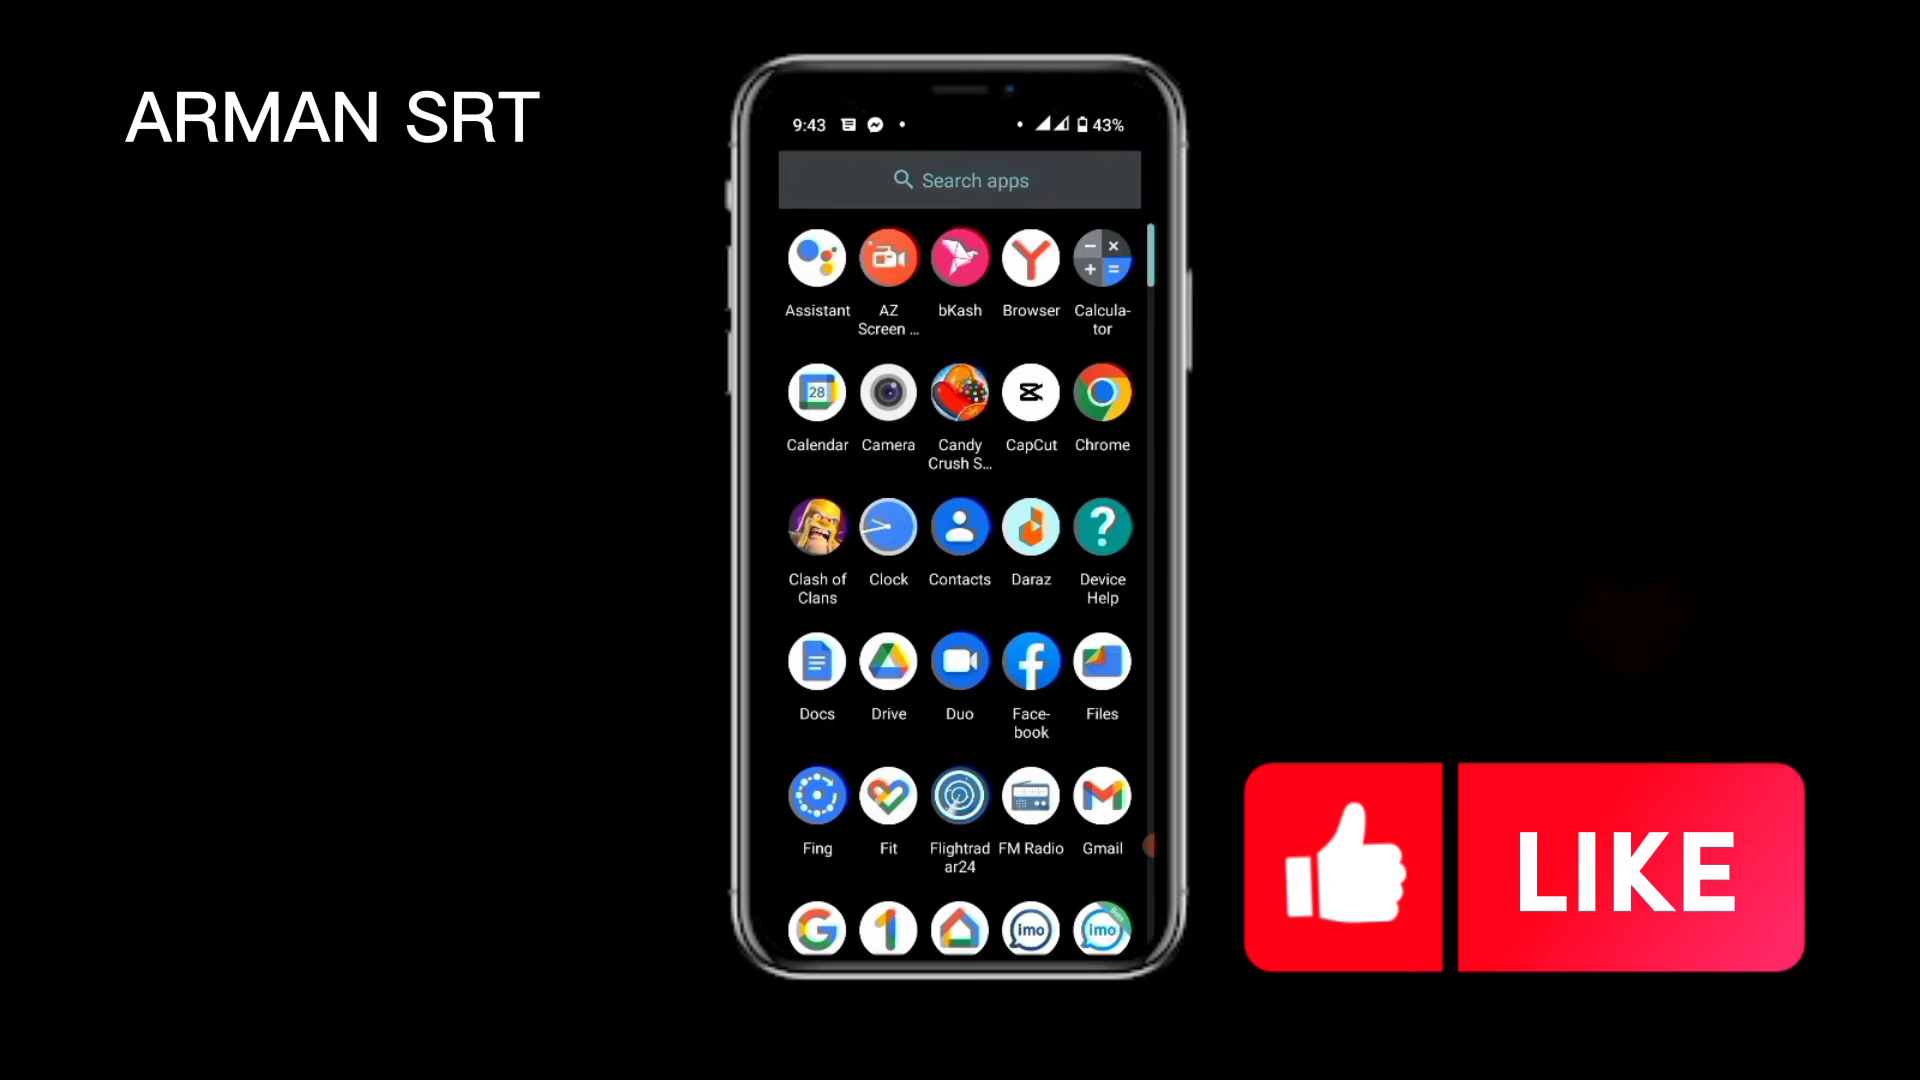 ARMAN SRT
9:43
43%
Search apps
Assistant
AZ
Screen ...
bKash
Browser
Calcula-
tor
28
Calendar
Camera
Candy
Crush S...
CapCut
Chrome
Clash of
Clans
Clock
Contacts
Daraz
Device
Help
Docs
Drive
Duo
Face-
book
Files
Fing
Fit
Flightrad
ar24
FM Radio
Gmail
imo
imo
LIKE